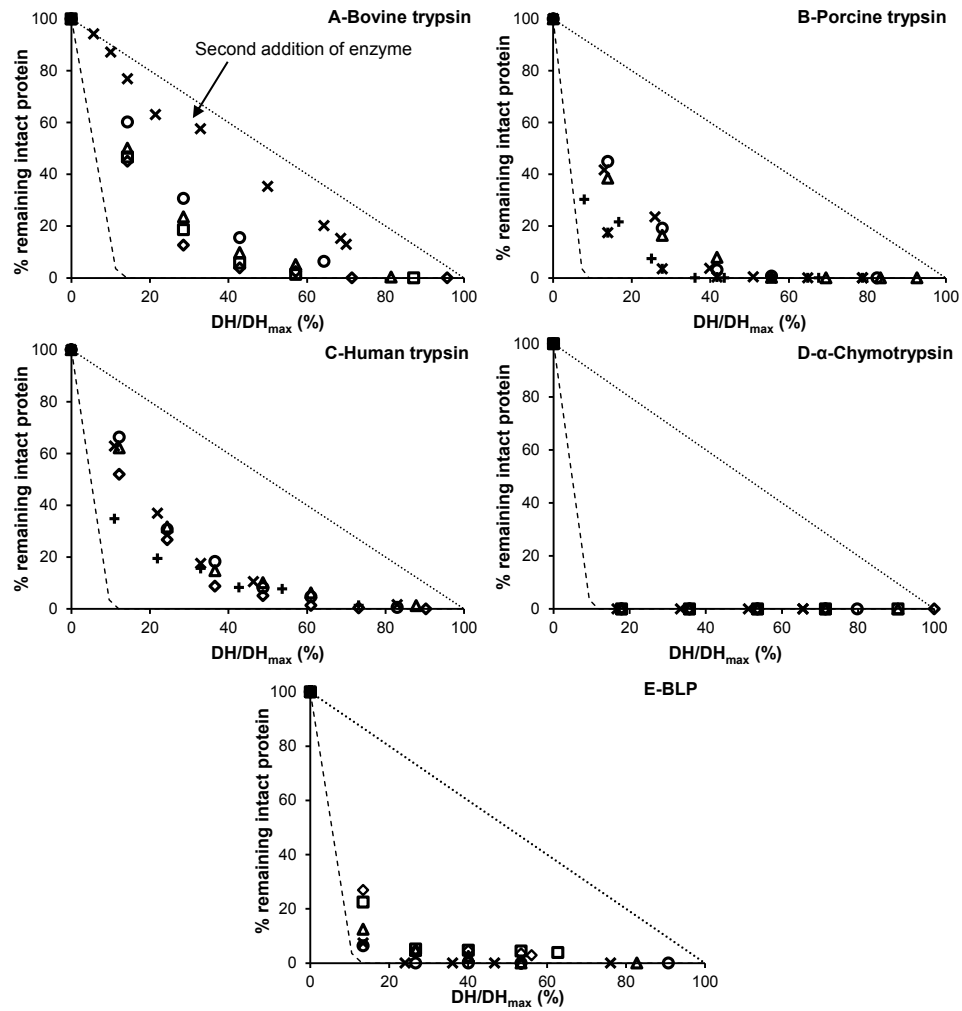 A-Bovine trypsin
Second addition of enzyme
% remaining intact protein
100
80
60
40
20
0
0 20 40 60 80 100
DH/DHmax (%)
B-Porcine trypsin
% remaining intact protein
100
80
60
40
20
0
0 20 40 60 80 100
DH/DHmax (%)
C-Human trypsin
% remaining intact protein
100
80
60
40
20
0
0 20 40 60 80 100
DH/DHmax (%)
D-α-Chymotrypsin
% remaining intact protein
100
80
60
40
20
0
0 20 40 60 80 100
DH/DHmax (%)
E-BLP
% remaining intact protein
100
80
60
40
20
0
0 20 40 60 80 100
DH/DHmax (%)